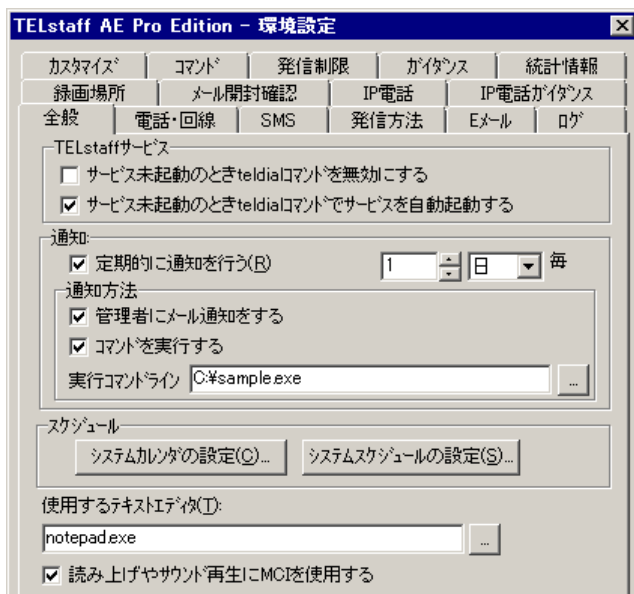 TELstaff AE Pro Edition - 環境設定
ｶｽﾀﾏｲｽﾞ ｺﾏﾝﾄﾞ 発信制限 ｶﾞｲﾀﾞﾝｽ 統計情報
録画場所 ﾒｰﾙ開封確認 IP電話 IP電話ｶﾞｲﾀﾞﾝｽ
全般 電話・回線 SMS 発信方法 Eﾒｰﾙ ﾛｸﾞ
TELstaffｻｰﾋﾞｽ
ｻｰﾋﾞｽ未起動のときteldialｺﾏﾝﾄﾞを無効にする
ｻｰﾋﾞｽ未起動のときteldialｺﾏﾝﾄﾞでｻｰﾋﾞｽを自動起動する
通知:
定期的に通知を行う(R) 1 日 毎
通知方法
管理者にﾒｰﾙ通知をする
ｺﾏﾝﾄﾞを実行する
実行ｺﾏﾝﾄﾞﾗｲﾝ C:¥sample.exe ...
ｽｹｼﾞｭｰﾙ
ｼｽﾃﾑｶﾚﾝﾀﾞの設定(C)... ｼｽﾃﾑｽｹｼﾞｭｰﾙの設定(S)...
使用するﾃｷｽﾄｴﾃﾞｨﾀ(T):
notepad.exe ...
読み上げやｻｳﾝﾄﾞ再生にMCIを使用する